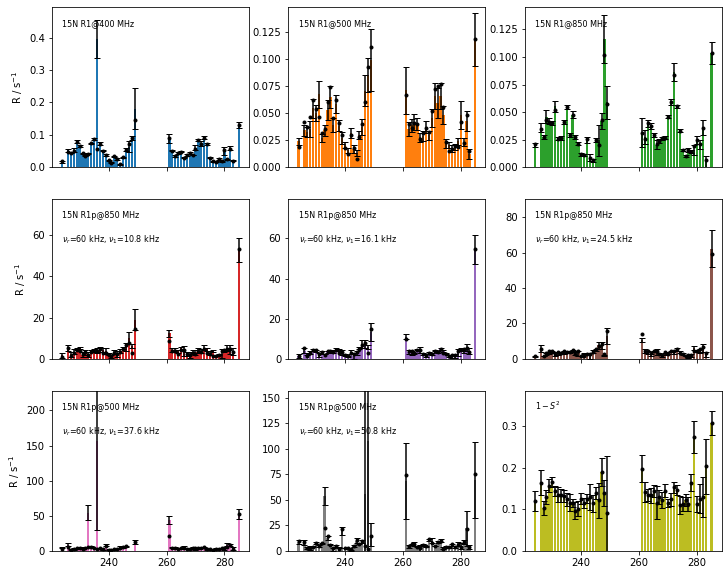 15N R1@400 MHz
15N R1@500 MHz
15N R1@850 MHz
R / s⁻¹
0.4
0.3
0.2
0.1
0.0
0.125
0.100
0.075
0.050
0.025
0.000
0.125
0.100
0.075
0.050
0.025
0.000
15N R1p@850 MHz
νr=60 kHz, ν1=10.8 kHz
15N R1p@850 MHz
νr=60 kHz, ν1=16.1 kHz
15N R1p@850 MHz
νr=60 kHz, ν1=24.5 kHz
R / s⁻¹
60
40
20
0
60
40
20
0
80
60
40
20
0
15N R1p@500 MHz
νr=60 kHz, ν1=37.6 kHz
15N R1p@500 MHz
νr=60 kHz, ν1=50.8 kHz
1 − S²
R / s⁻¹
200
150
100
50
0
150
125
100
75
50
25
0
0.3
0.2
0.1
0.0
240 260 280
240 260 280
240 260 280